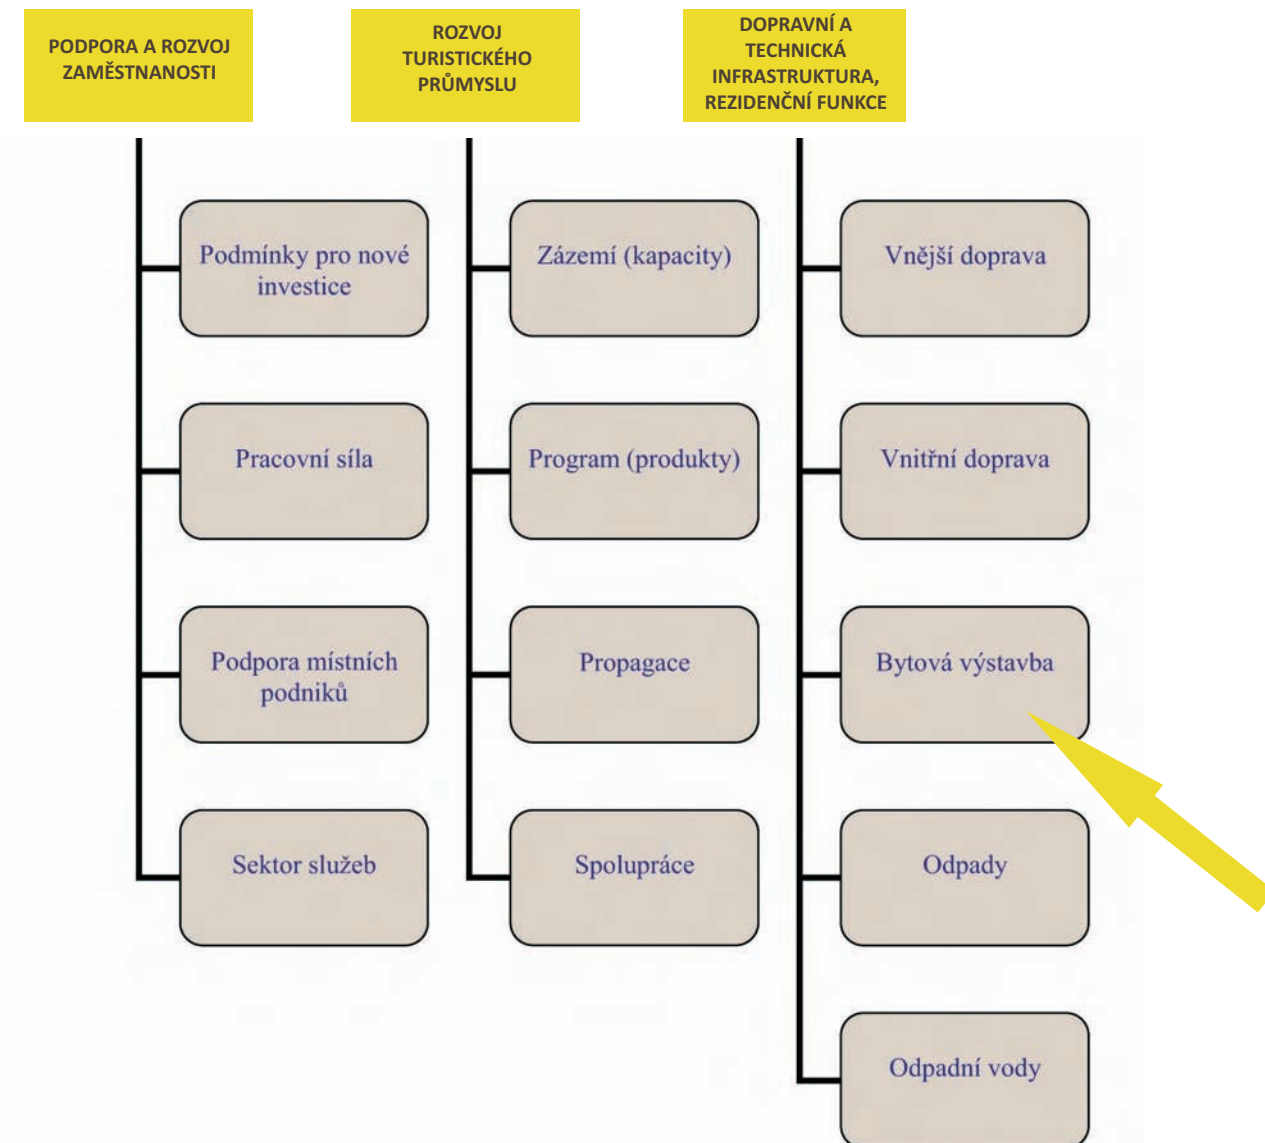 PODPORA A ROZVOJ
ZAMĚSTNANOSTI
ROZVOJ
TURISTICKÉHO
PRŮMYSLU
DOPRAVNÍ A
TECHNICKÁ
INFRASTRUKTURA,
REZIDENČNÍ FUNKCE
Podmínky pro nové
investice
Pracovní síla
Podpora místních
podniků
Sektor služeb
Zázemí (kapacity)
Program (produkty)
Propagace
Spolupráce
Vnější doprava
Vnitřní doprava
Bytová výstavba
Odpady
Odpadní vody